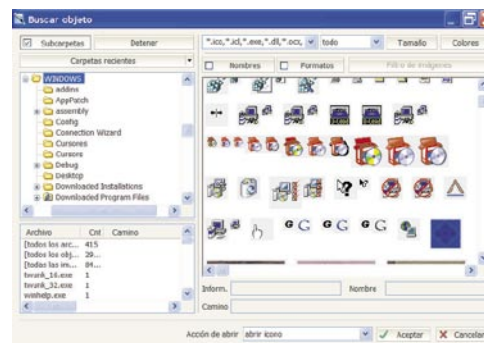 Buscar objeto
Subcarpetas
Detener
Carpetas recientes
*.ico,*.icl,*.exe,*.dll,*.ocx,
todo
Tamaño
Colores
Nombres
Formatos
Filtro de imágenes
WINDOWS
addins
AppPatch
assembly
Config
Connection Wizard
Cursores
Cursors
Debug
Desktop
Downloaded Installations
Downloaded Program Files
Archivo Cnt Camino
[todos los arc... 415
[todos los obj... 29...
[todas las im... 84...
twunk_16.exe 1
twunk_32.exe 1
winhelp.exe 1
G G G G G G
Inform.
Nombre
Camino
Acción de abrir
abrir icono
Aceptar
Cancelar